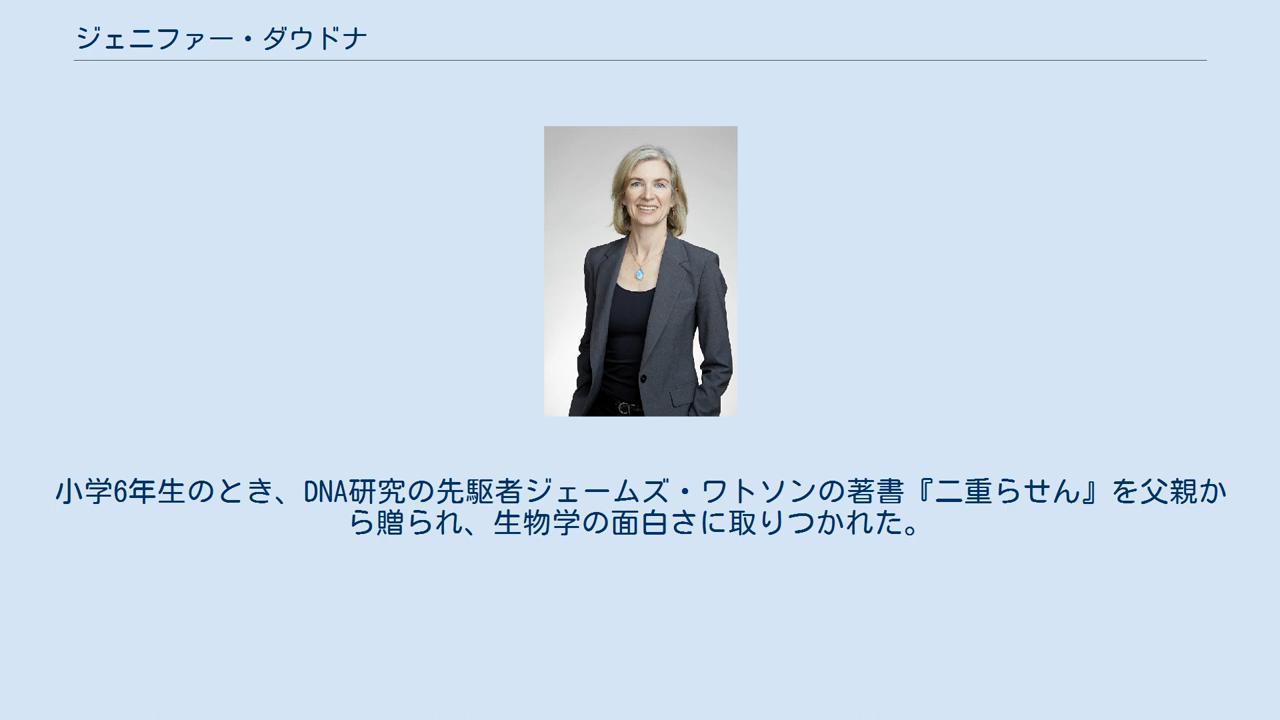 ジェニファー・ダウドナ
小学6年生のとき、DNA研究の先駆者ジェームズ・ワトソンの著書『二重らせん』を父親か
ら贈られ、生物学の面白さに取りつかれた。